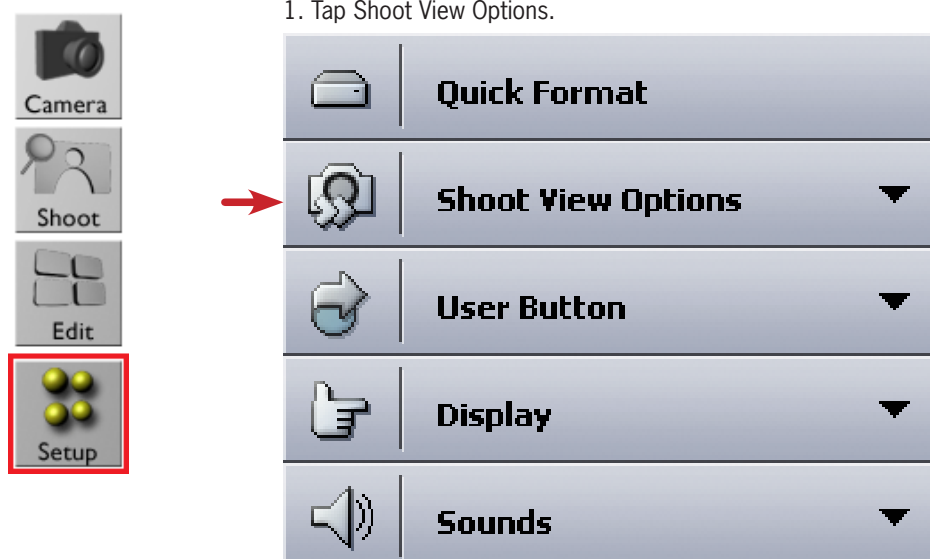 1. Tap Shoot View Options.
Camera
Shoot
Edit
Setup
Quick Format
Shoot View Options
User Button
Display
Sounds